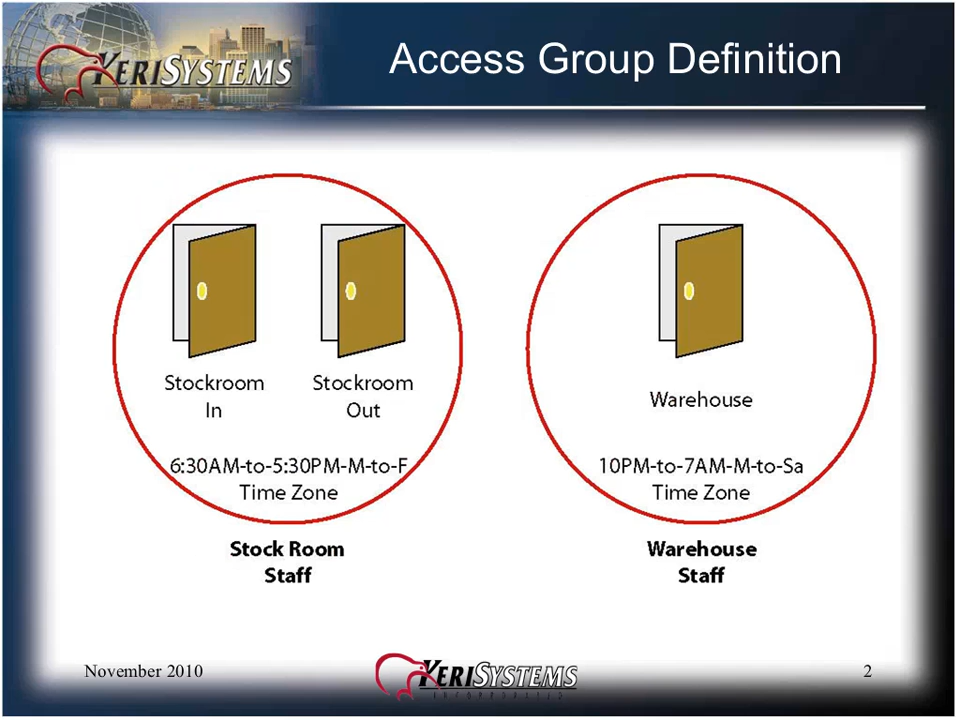 KERISYSTEMS
Access Group Definition
Stockroom
In
Stockroom
Out
6:30AM-to-5:30PM-M-to-F
Time Zone
Stock Room
Staff
Warehouse
10PM-to-7AM-M-to-Sa
Time Zone
Warehouse
Staff
November 2010
KERISYSTEMS
INCORPORATED
2